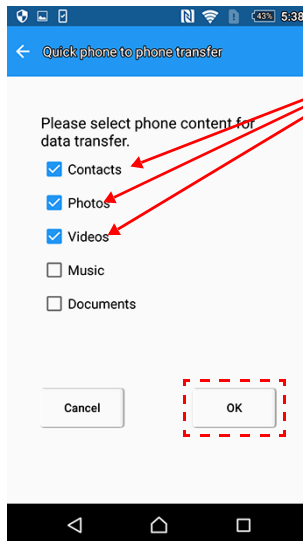 43% 5:38
Quick phone to phone transfer
Please select phone content for
data transfer.
Contacts
Photos
Videos
Music
Documents
Cancel OK